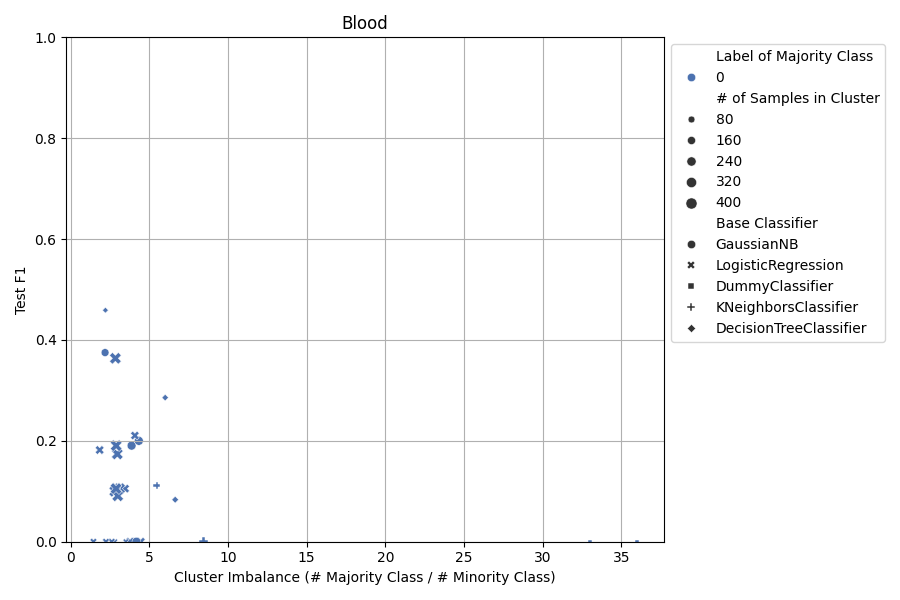 Blood
1.0
0.8
0.6
0.4
0.2
0.0
Test F1
0 5 10 15 20 25 30 35
Cluster Imbalance (# Majority Class / # Minority Class)
Label of Majority Class
0
# of Samples in Cluster
80
160
240
320
400
Base Classifier
GaussianNB
LogisticRegression
DummyClassifier
KNeighborsClassifier
DecisionTreeClassifier